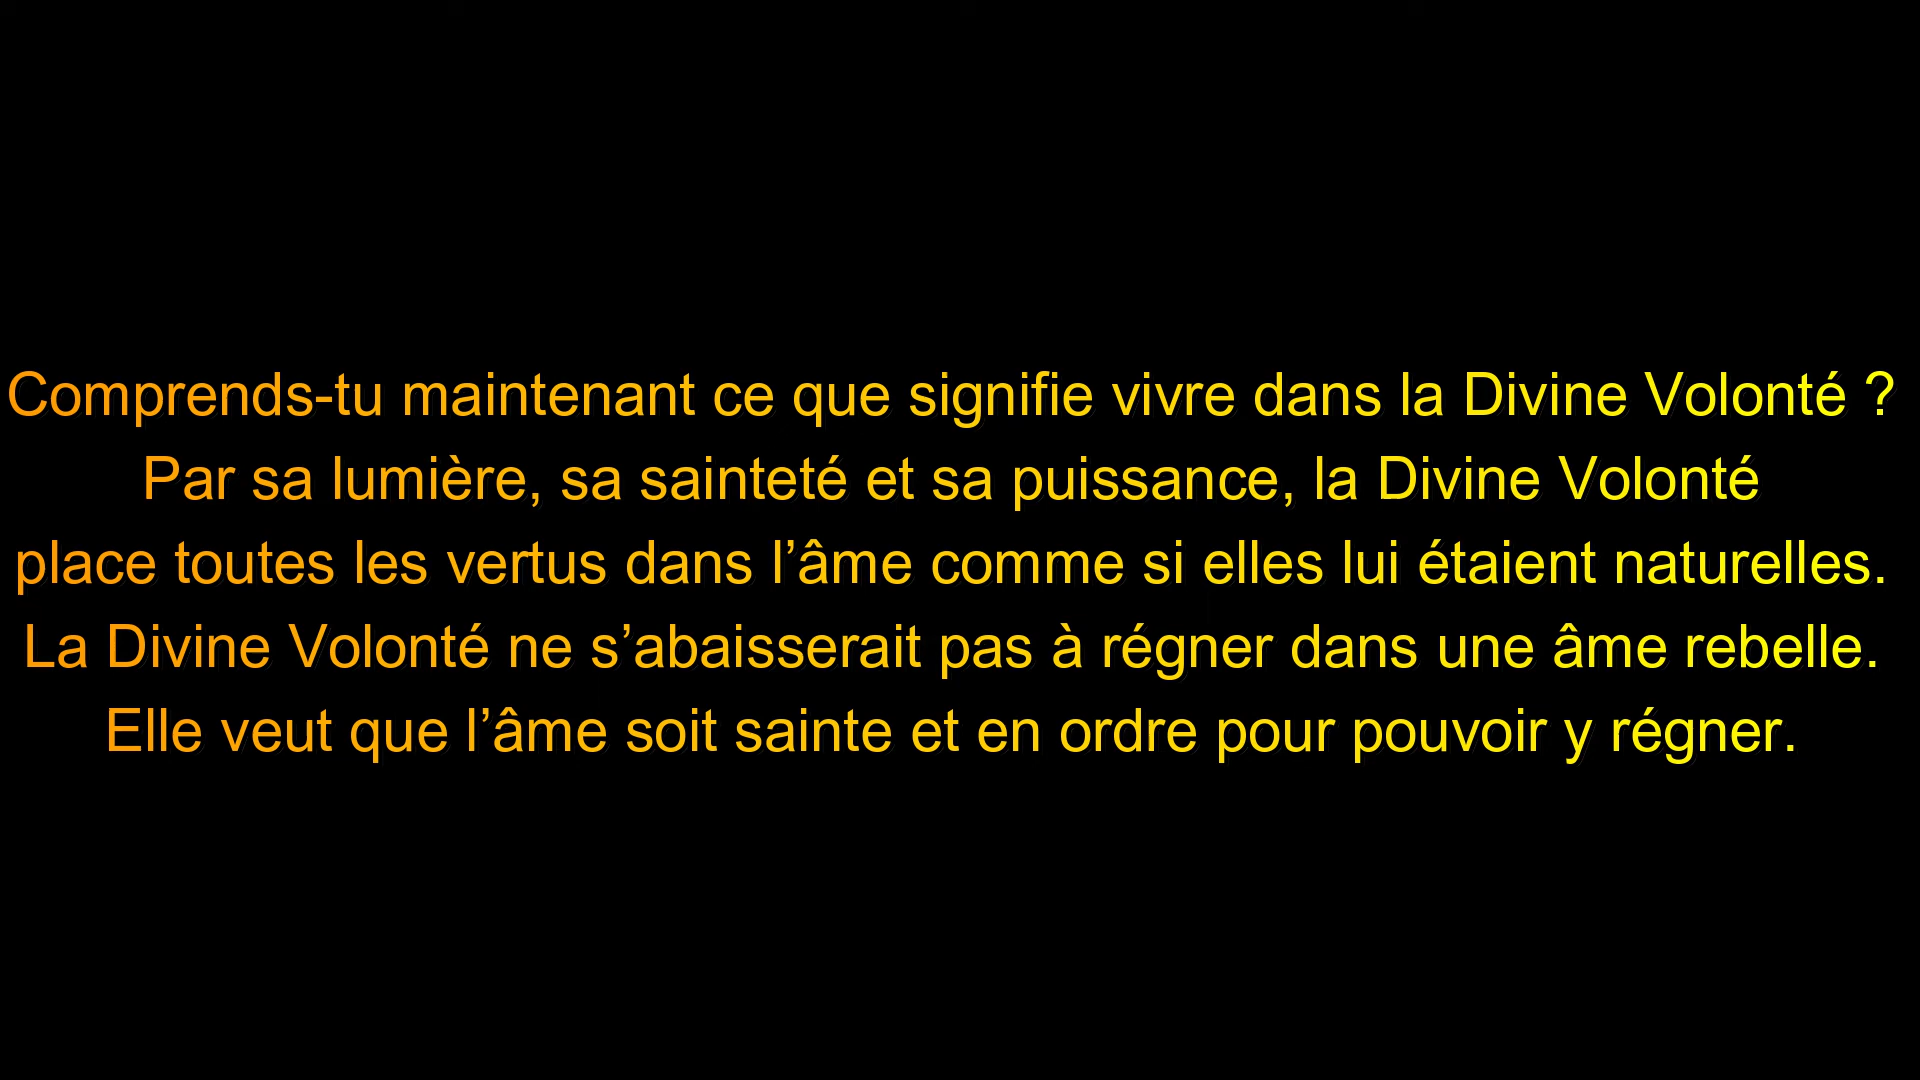 Comprends-tu maintenant ce que signifie vivre dans la Divine Volonté ?
Par sa lumière, sa sainteté et sa puissance, la Divine Volonté
place toutes les vertus dans l’âme comme si elles lui étaient naturelles.
La Divine Volonté ne s’abaisserait pas à régner dans une âme rebelle.
Elle veut que l’âme soit sainte et en ordre pour pouvoir y régner.